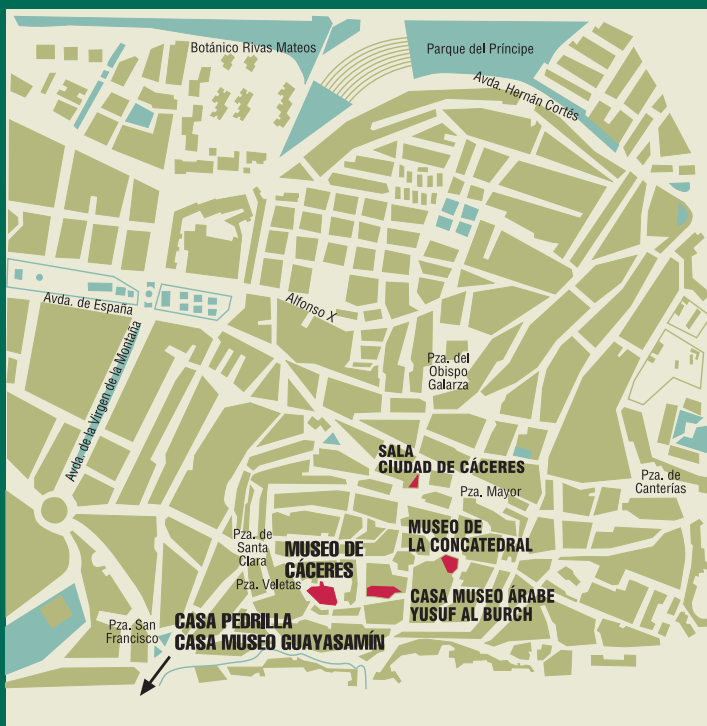 Botánico Rivas Mateos
Parque del Príncipe
Avda. Hernán Cortés
Avda. de España
Alfonso X
Avda. de la Virgen de la Montaña
Pza. del
Obispo
Galarza
SALA
CIUDAD DE CÁCERES
Pza. Mayor
Pza. de
Canterías
Pza. de
Santa
Clara
MUSEO DE
CÁCERES
MUSEO DE
LA CONCATEDRAL
Pza. Veletas
CASA MUSEO ÁRABE
YUSUF AL BURCH
Pza. San
Francisco
CASA PEDRILLA
CASA MUSEO GUAYASAMÍN